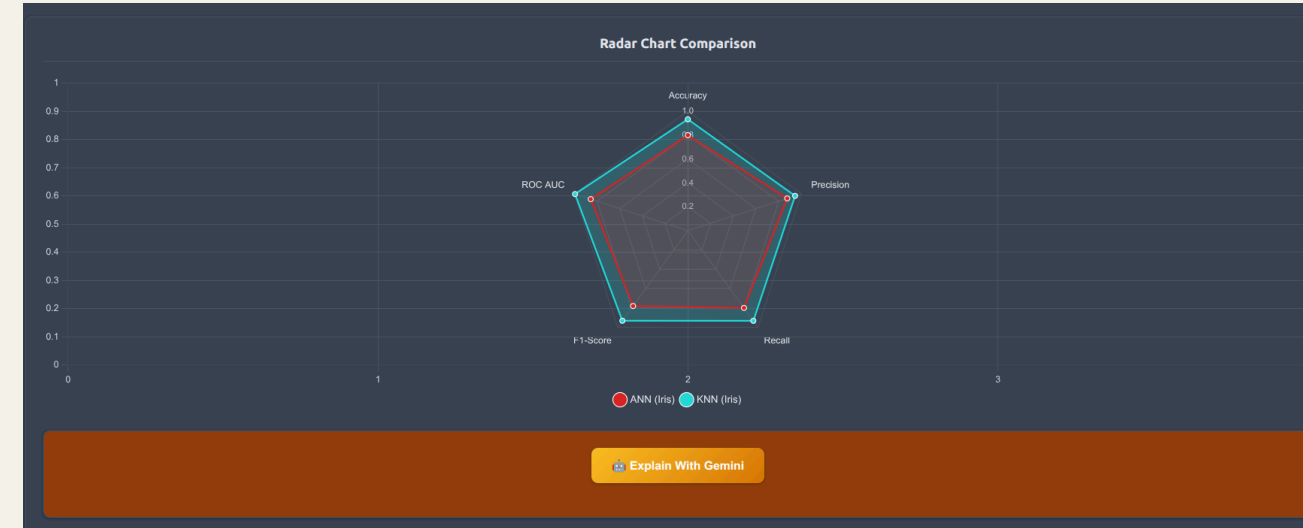 Radar Chart Comparison
1
0.9
0.8
0.7
0.6
0.5
0.4
0.3
0.2
0.1
0
0
1
2
3
Accuracy
1.0
0.8
0.6
0.4
0.2
ROC AUC
Precision
F1-Score
Recall
ANN (Iris) KNN (Iris)
Explain With Gemini